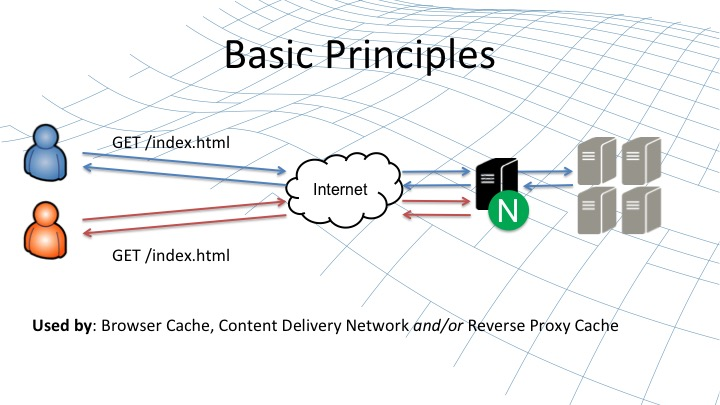 Basic Principles
GET /index.html
Internet
N
GET /index.html
Used by: Browser Cache, Content Delivery Network and/or Reverse Proxy Cache